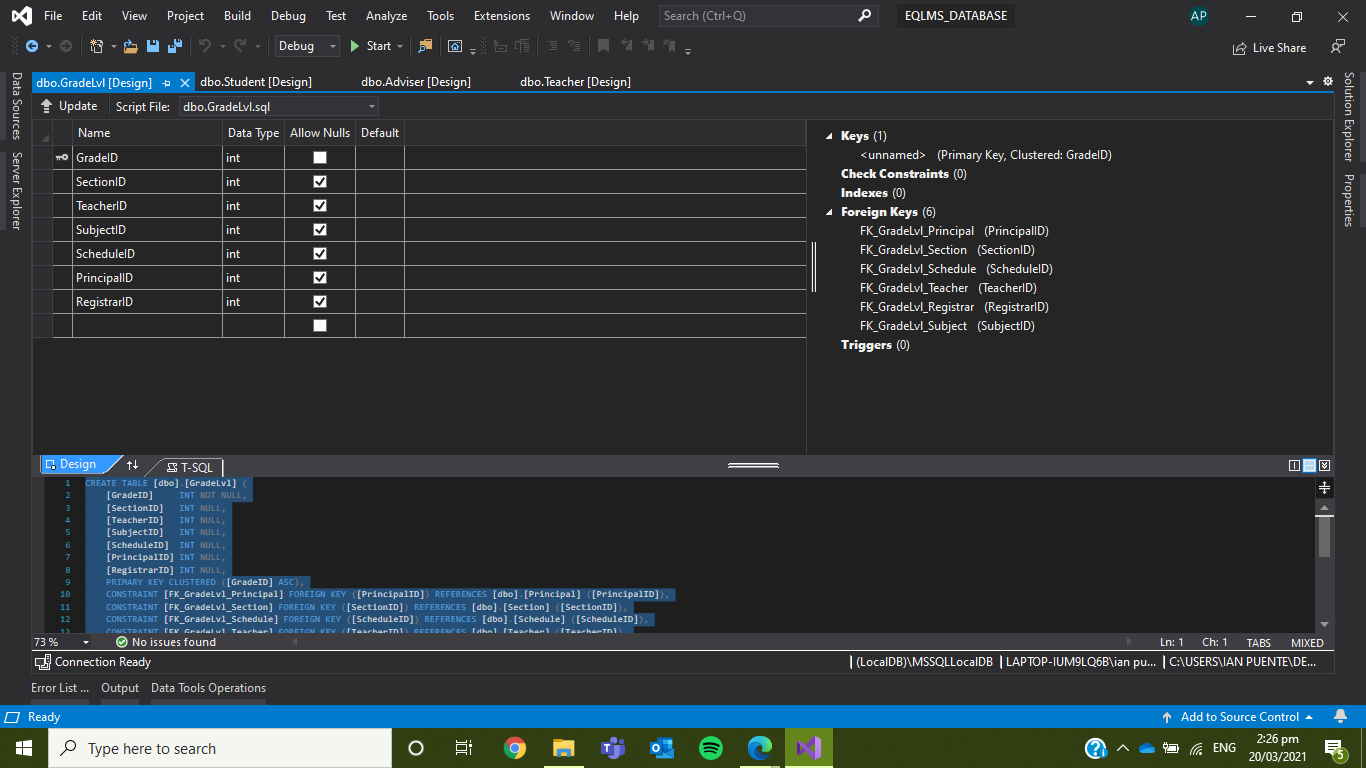 File Edit View Project Build Debug Test Analyze Tools Extensions Window Help Search (Ctrl+Q) EQLMS_DATABASE AP
Debug Start Live Share
dbo.GradeLvl [Design] dbo.Student [Design] dbo.Adviser [Design] dbo.Teacher [Design]
Update Script File: dbo.GradeLvl.sql
Data Sources
Server Explorer
Name Data Type Allow Nulls Default
GradeID int
SectionID int
TeacherID int
SubjectID int
ScheduleID int
PrincipalID int
RegistrarID int
Keys (1)
<unnamed> (Primary Key, Clustered: GradeID)
Check Constraints (0)
Indexes (0)
Foreign Keys (6)
FK_GradeLvl_Principal (PrincipalID)
FK_GradeLvl_Section (SectionID)
FK_GradeLvl_Schedule (ScheduleID)
FK_GradeLvl_Teacher (TeacherID)
FK_GradeLvl_Registrar (RegistrarID)
FK_GradeLvl_Subject (SubjectID)
Triggers (0)
Solution Explorer
Properties
Design T-SQL
1 CREATE TABLE [dbo].[GradeLvl] (
2 [GradeID] INT NOT NULL,
3 [SectionID] INT NULL,
4 [TeacherID] INT NULL,
5 [SubjectID] INT NULL,
6 [ScheduleID] INT NULL,
7 [PrincipalID] INT NULL,
8 [RegistrarID] INT NULL,
9 PRIMARY KEY CLUSTERED ([GradeID] ASC),
10 CONSTRAINT [FK_GradeLvl_Principal] FOREIGN KEY ([PrincipalID]) REFERENCES [dbo].[Principal] ([PrincipalID]),
11 CONSTRAINT [FK_GradeLvl_Section] FOREIGN KEY ([SectionID]) REFERENCES [dbo].[Section] ([SectionID]),
12 CONSTRAINT [FK_GradeLvl_Schedule] FOREIGN KEY ([ScheduleID]) REFERENCES [dbo].[Schedule] ([ScheduleID]),
13 CONSTRAINT [FK_GradeLvl_Teacher] FOREIGN KEY ([TeacherID]) REFERENCES [dbo].[Teacher] ([TeacherID]),
73 % No issues found Ln: 1 Ch: 1 TABS MIXED
Connection Ready (LocalDB)\MSSQLLocalDB LAPTOP-IUM9LQ6B\ian pu... C:\USERS\IAN PUENTE\DE...
Error List ... Output Data Tools Operations
Ready Add to Source Control
Type here to search ENG 2:26 pm
20/03/2021 5